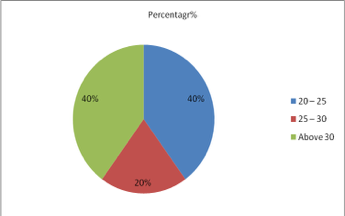 Percentagr%
40%
40%
20%
20 – 25
25 – 30
Above 30